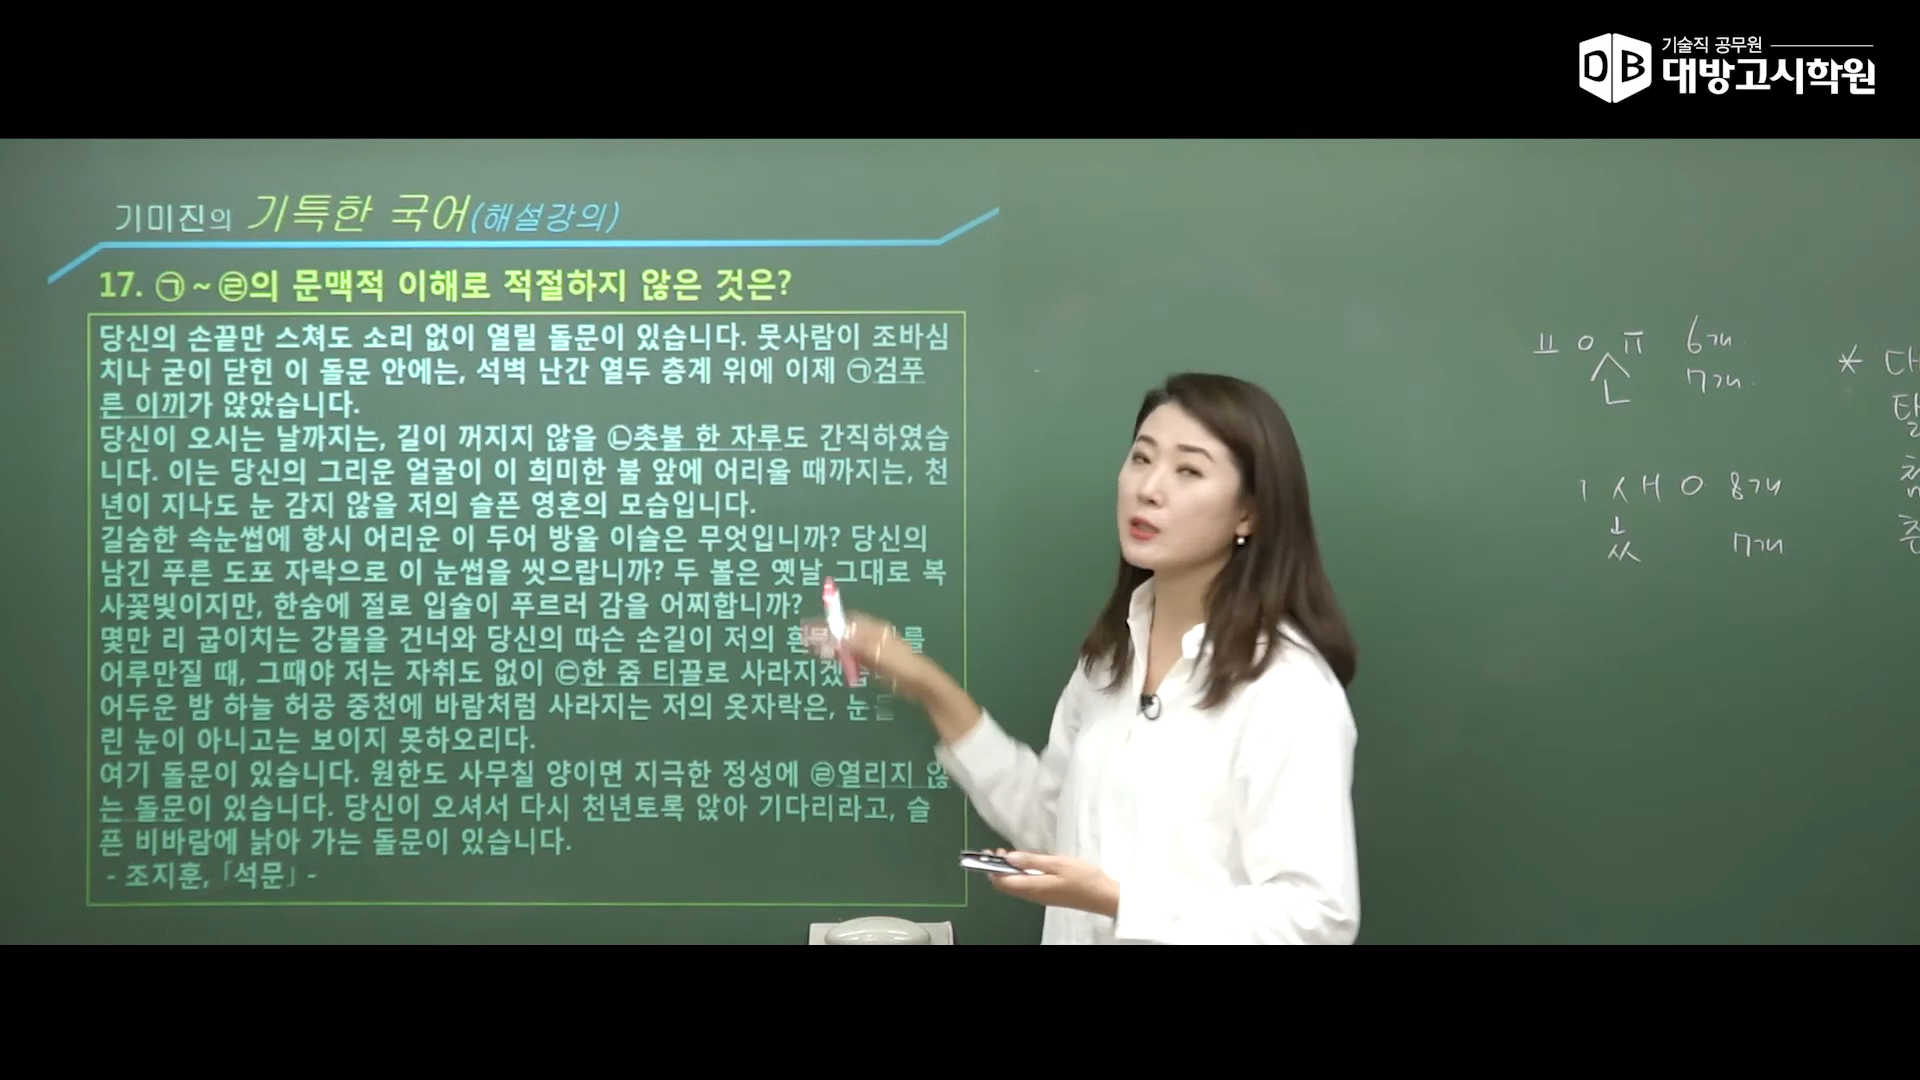 기술직 공무원
DB 대방고시학원
기미진의 기특한 국어(해설강의)
17. ㉠~㉣의 문맥적 이해로 적절하지 않은 것은?
당신의 손끝만 스쳐도 소리 없이 열릴 돌문이 있습니다. 뭇사람이 조바심
치나 굳이 닫힌 이 돌문 안에는, 석벽 난간 열두 층계 위에 이제 ㉠검푸
른 이끼가 앉았습니다.
당신이 오시는 날까지는, 길이 꺼지지 않을 ㉡촛불 한 자루도 간직하였습
니다. 이는 당신의 그리운 얼굴이 이 희미한 불 앞에 어리울 때까지는, 천
년이 지나도 눈 감지 않을 저의 슬픈 영혼의 모습입니다.
길숨한 속눈썹에 항시 어리운 이 두어 방울 이슬은 무엇입니까? 당신의
남긴 푸른 도포 자락으로 이 눈썹을 씻으랍니까? 두 볼은 옛날 그대로 복
사꽃빛이지만, 한숨에 절로 입술이 푸르러 감을 어찌합니까?
몇만 리 굽이치는 강물을 건너와 당신의 따슨 손길이 저의 를
어루만질 때, 그때야 저는 자취도 없이 ㉢한 줌 티끌로 사라지겠
어두운 밤 하늘 허공 중천에 바람처럼 사라지는 저의 옷자락은,
린 눈이 아니고는 보이지 못하오리다.
여기 돌문이 있습니다. 원한도 사무칠 양이면 지극한 정성에 ㉣열리지 않
는 돌문이 있습니다. 당신이 오셔서 다시 천년토록 앉아 기다리라고, 슬
픈 비바람에 낡아 가는 돌문이 있습니다.
- 조지훈, 「석문」 -
ㅛ ㅇ ㅠ 6개
순 7개
ㅣ ㅅ ㅐ ㅇ 8개
7개
* 대